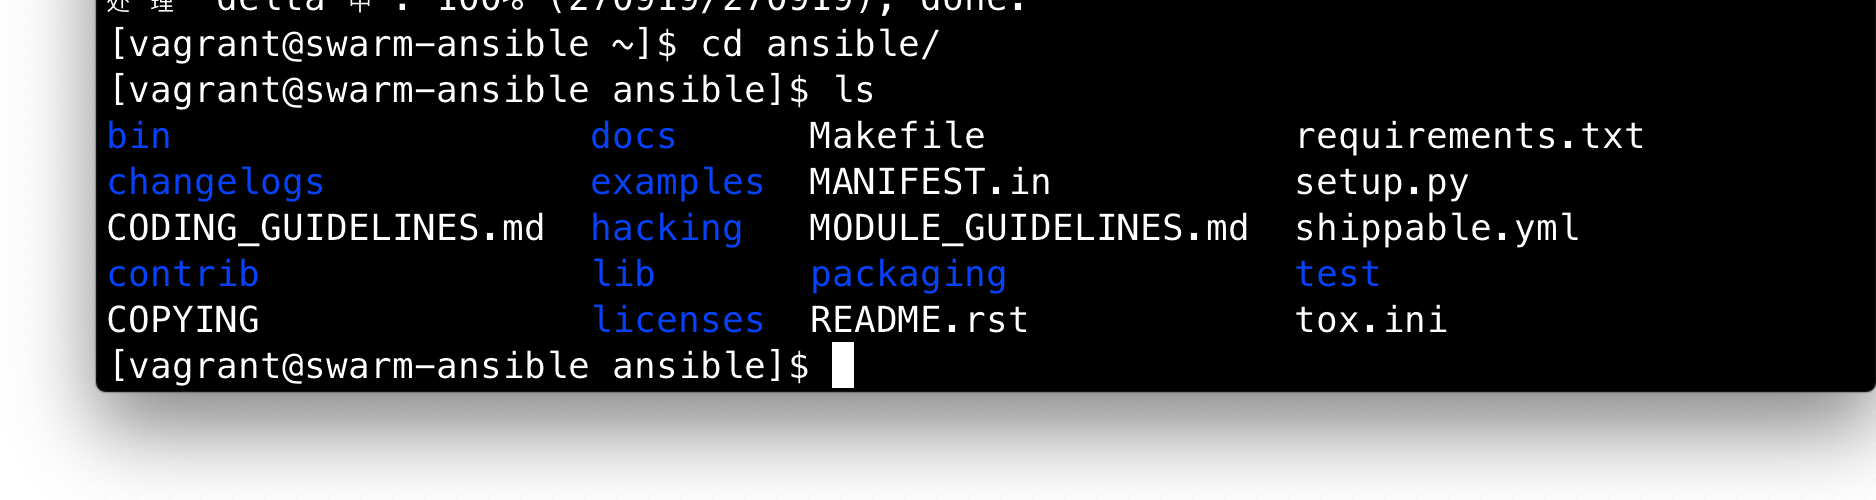 处理 delta 中: 100% (270919/270919), done.
[vagrant@swarm-ansible ~]$ cd ansible/
[vagrant@swarm-ansible ansible]$ ls
bin docs Makefile requirements.txt
changelogs examples MANIFEST.in setup.py
CODING_GUIDELINES.md hacking MODULE_GUIDELINES.md shippable.yml
contrib lib packaging test
COPYING licenses README.rst tox.ini
[vagrant@swarm-ansible ansible]$